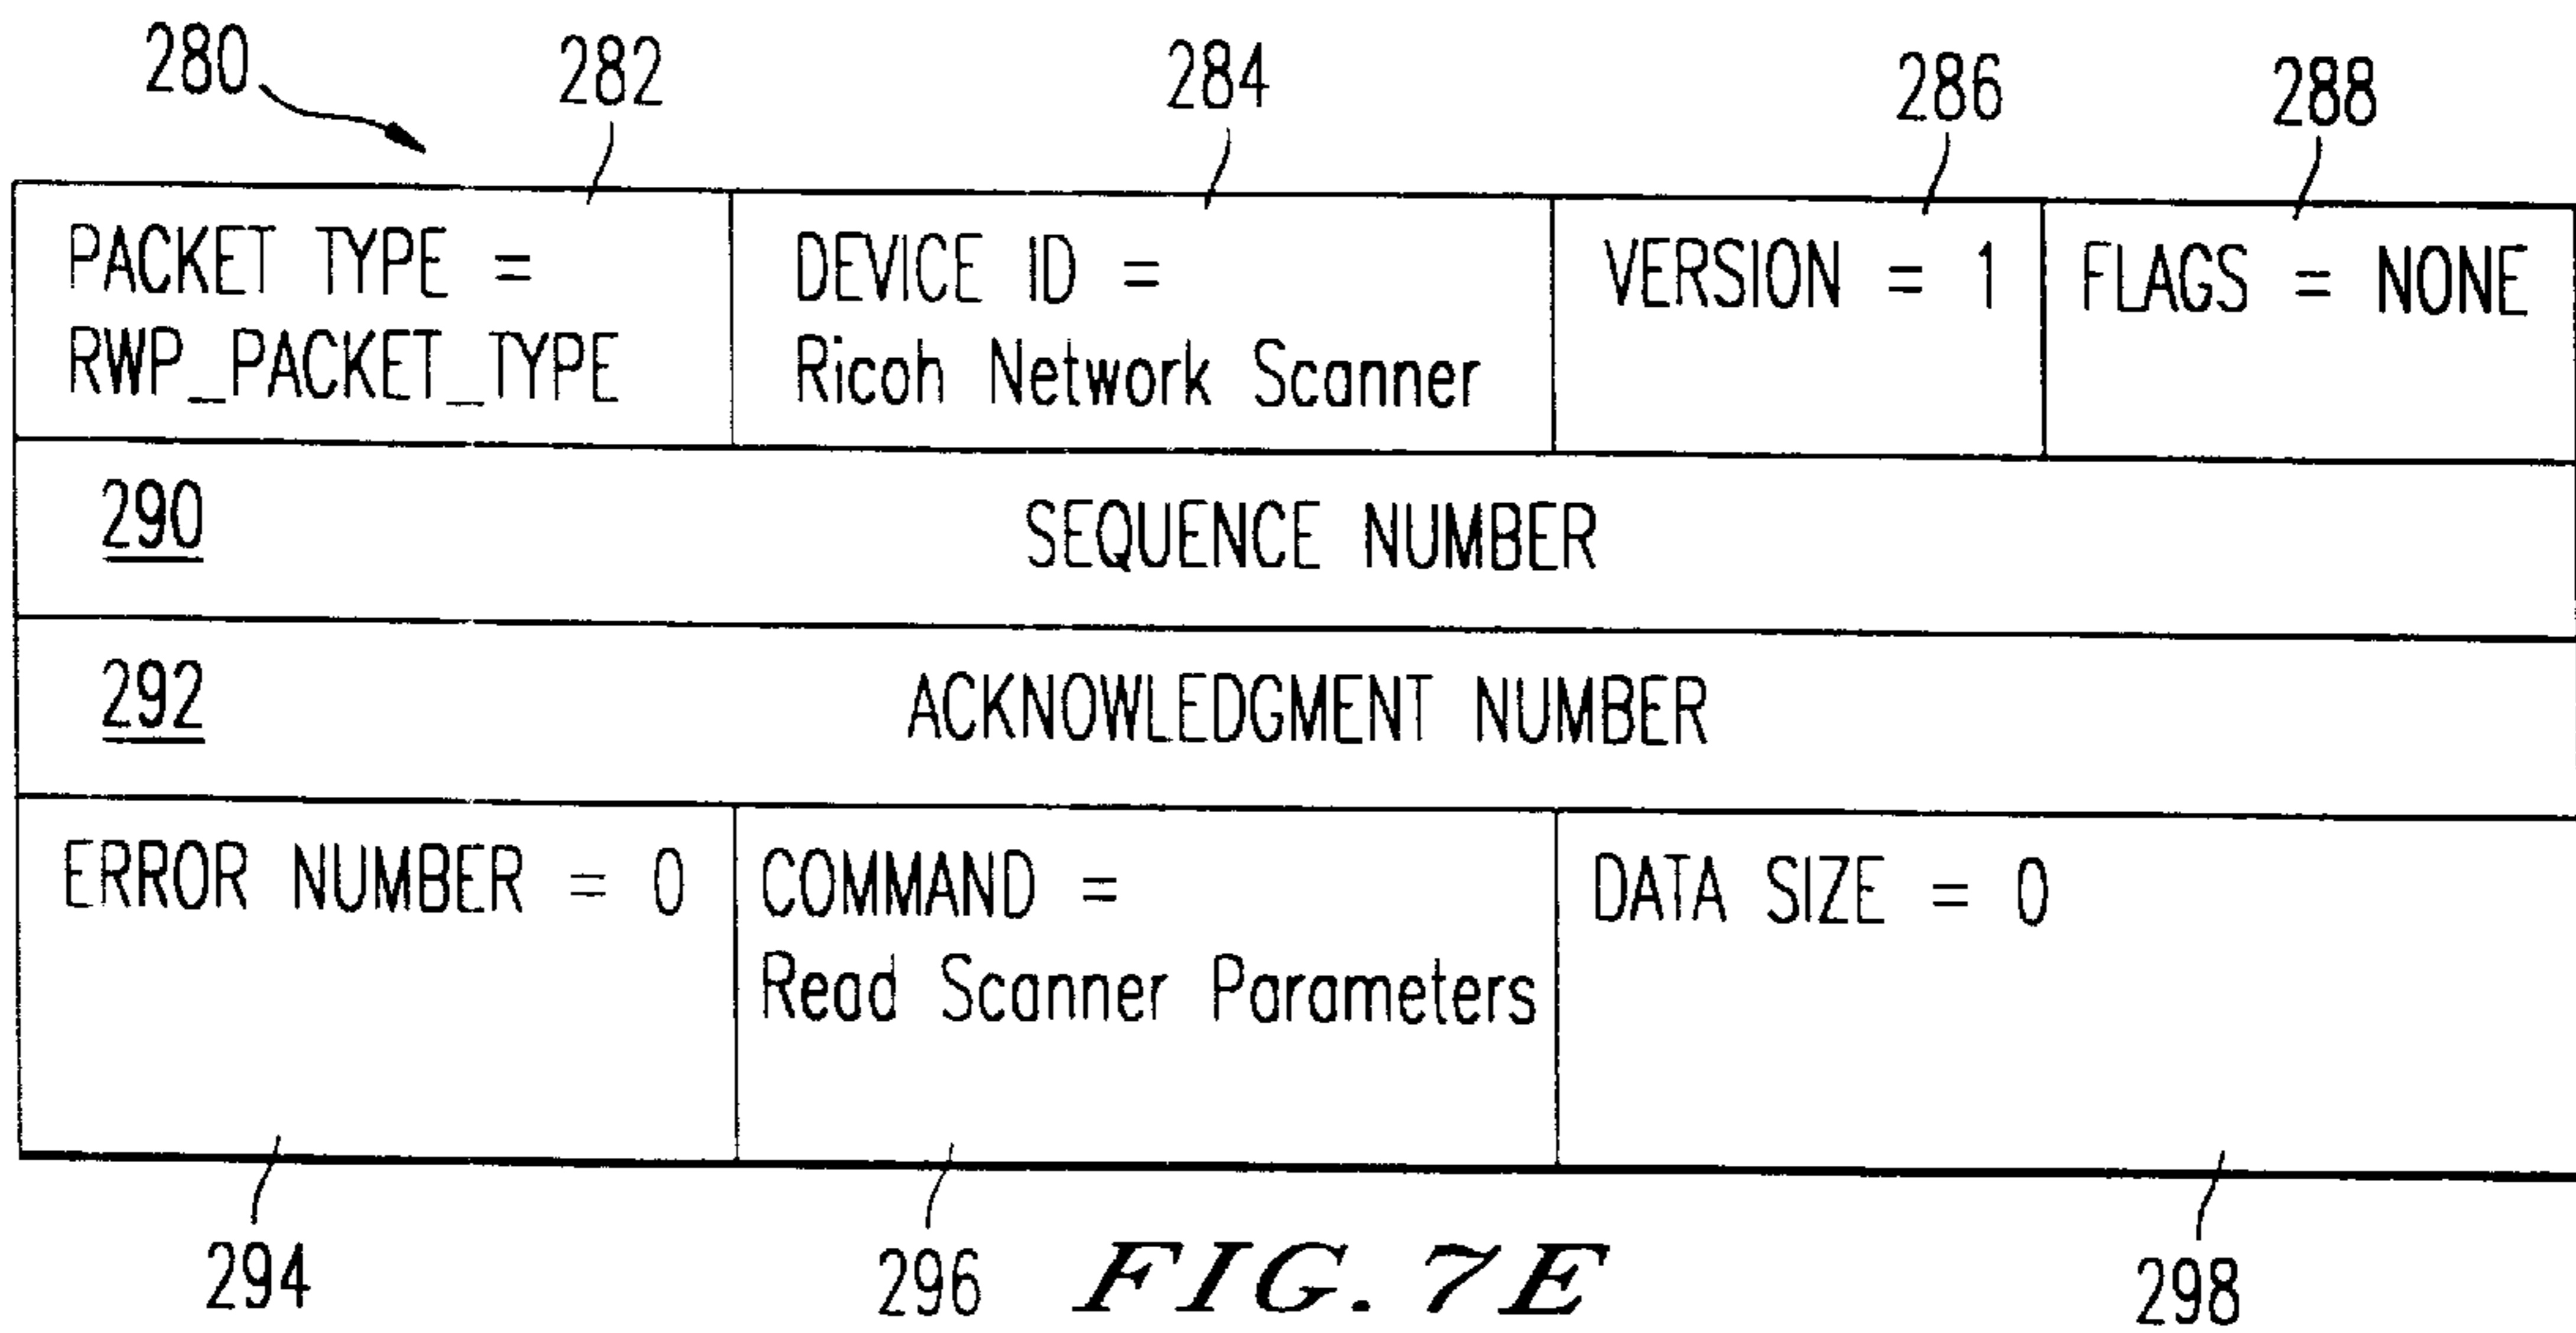 280 282 284 286 288
PACKET TYPE =
RWP_PACKET_TYPE
DEVICE ID =
Ricoh Network Scanner
VERSION = 1
FLAGS = NONE
290 SEQUENCE NUMBER
292 ACKNOWLEDGMENT NUMBER
ERROR NUMBER = 0
COMMAND =
Read Scanner Parameters
DATA SIZE = 0
294 296 298
FIG. 7E